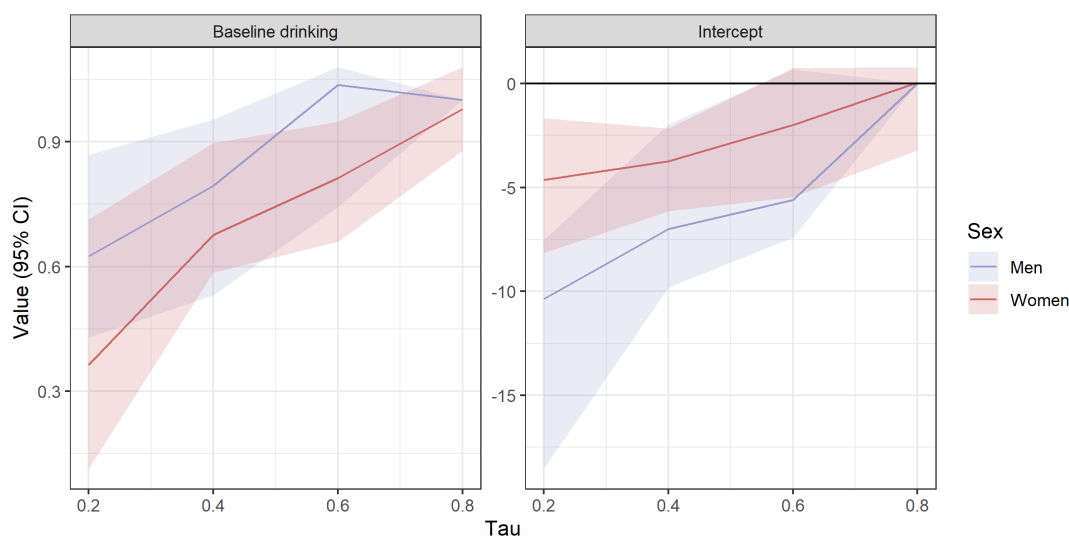 Baseline drinking
Intercept
Value (95% CI)
0.9
0.6
0.3
0
-5
-10
-15
0.2 0.4 0.6 0.8
0.2 0.4 0.6 0.8
Tau
Sex
Men
Women